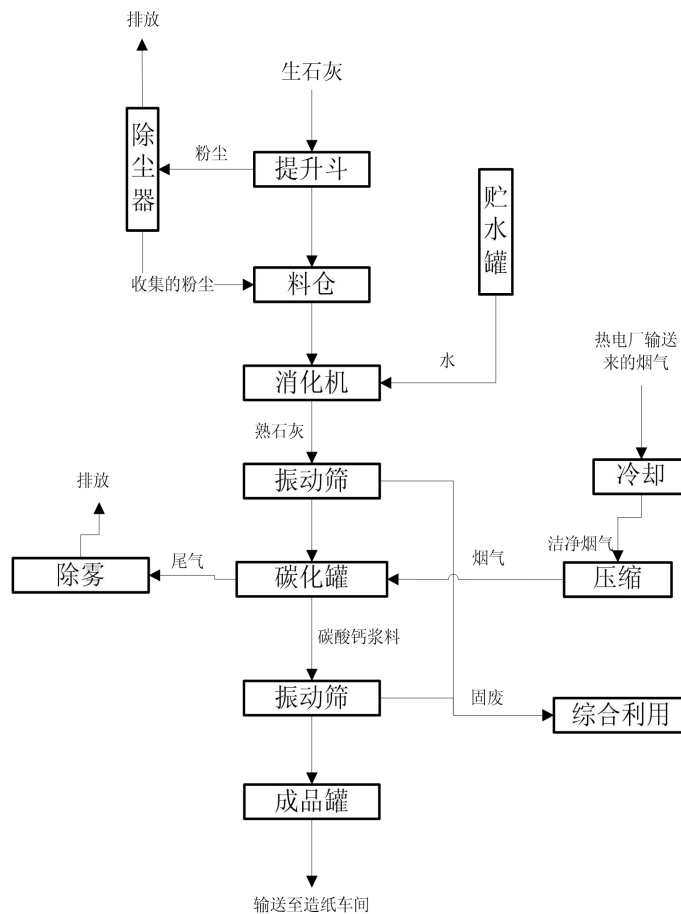 排放
生石灰
除尘器
粉尘
提升斗
贮水罐
收集的粉尘
料仓
热电厂输送
来的烟气
水
消化机
熟石灰
冷却
振动筛
排放
洁净烟气
尾气
烟气
除雾
碳化罐
压缩
碳酸钙浆料
振动筛
固废
综合利用
成品罐
输送至造纸车间